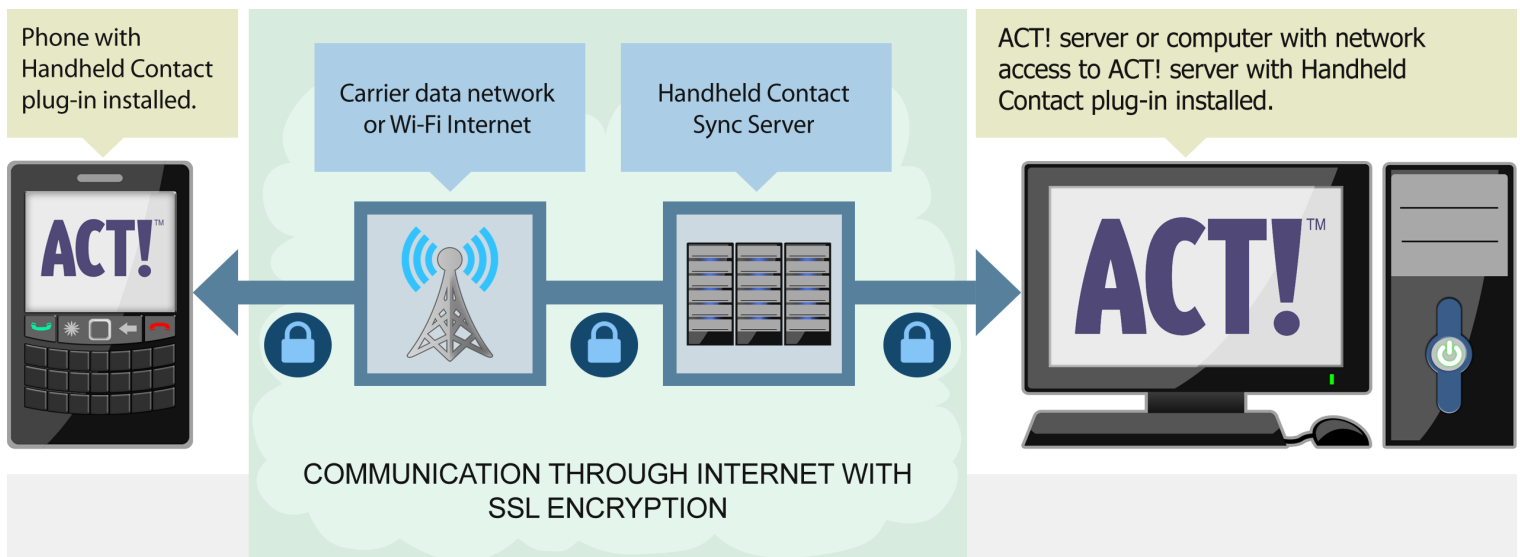 Phone with
Handheld Contact
plug-in installed.
Carrier data network
or Wi-Fi Internet
Handheld Contact
Sync Server
ACT! server or computer with network
access to ACT! server with Handheld
Contact plug-in installed.
ACT!™
ACT!™
COMMUNICATION THROUGH INTERNET WITH
SSL ENCRYPTION